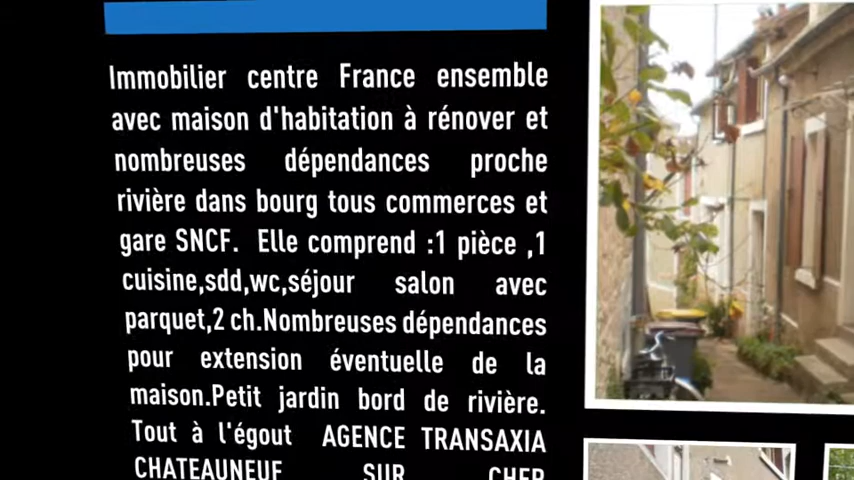 Immobilier centre France ensemble
avec maison d'habitation à rénover et
nombreuses dépendances proche
rivière dans bourg tous commerces et
gare SNCF. Elle comprend :1 pièce ,1
cuisine,sdd,wc,séjour salon avec
parquet,2 ch.Nombreuses dépendances
pour extension éventuelle de la
maison.Petit jardin bord de rivière.
Tout à l'égout AGENCE TRANSAXIA
CHATEAUNEUF SUR CHER